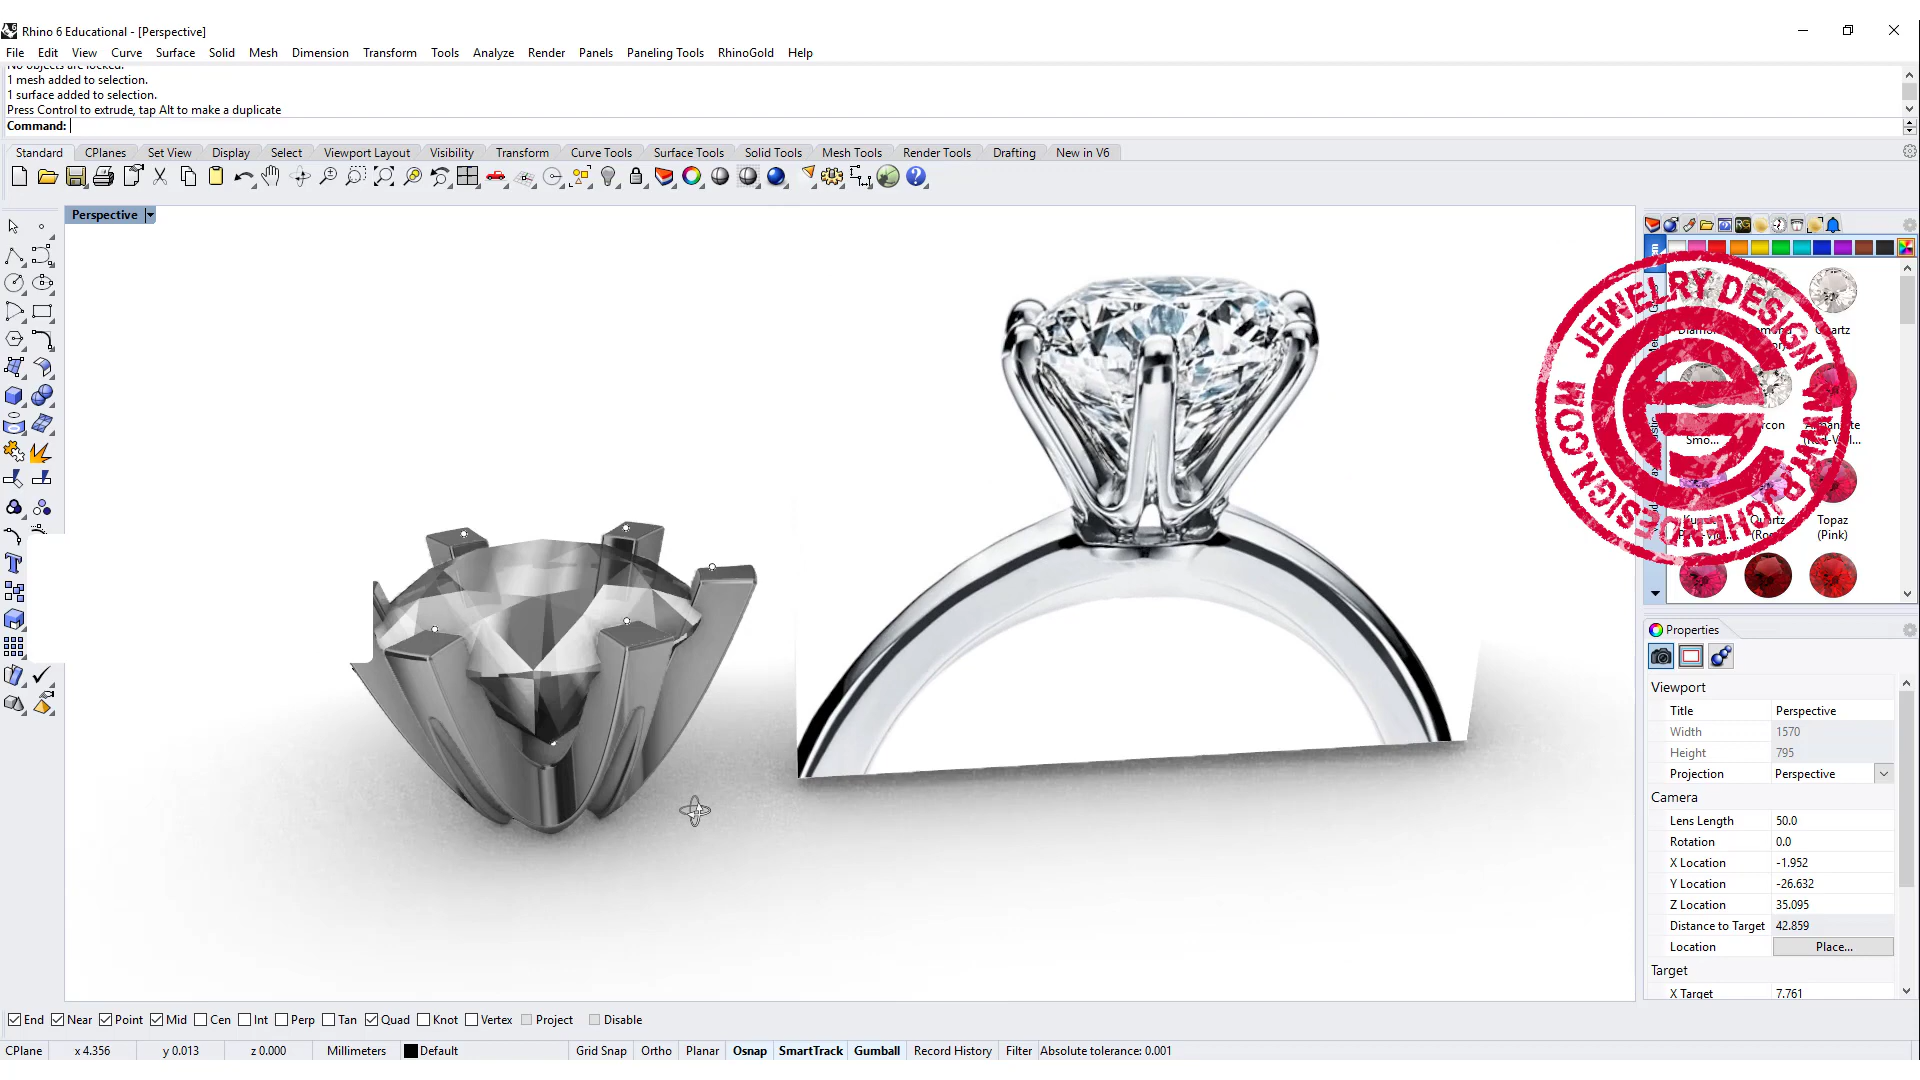 Rhino 6 Educational - [Perspective]
File Edit View Curve Surface Solid Mesh Dimension Transform Tools Analyze Render Panels Paneling Tools RhinoGold Help
No objects are locked.
1 mesh added to selection.
1 surface added to selection.
Press Control to extrude, tap Alt to make a duplicate
Command:
Standard CPlanes Set View Display Select Viewport Layout Visibility Transform Curve Tools Surface Tools Solid Tools Mesh Tools Render Tools Drafting New in V6
Perspective
RG
JEWELRY DESIGN
Quartz
Smo...
Topaz
(Pink)
Properties
Viewport
Title Perspective
Width 1570
Height 795
Projection Perspective
Camera
Lens Length 50.0
Rotation 0.0
X Location -1.952
Y Location -26.632
Z Location 35.095
Distance to Target 42.859
Location Place...
Target
X Target 7.761
End Near Point Mid Cen Int Perp Tan Quad Knot Vertex Project Disable
CPlane x 4.356 y 0.013 z 0.000 Millimeters Default Grid Snap Ortho Planar Osnap SmartTrack Gumball Record History Filter Absolute tolerance: 0.001